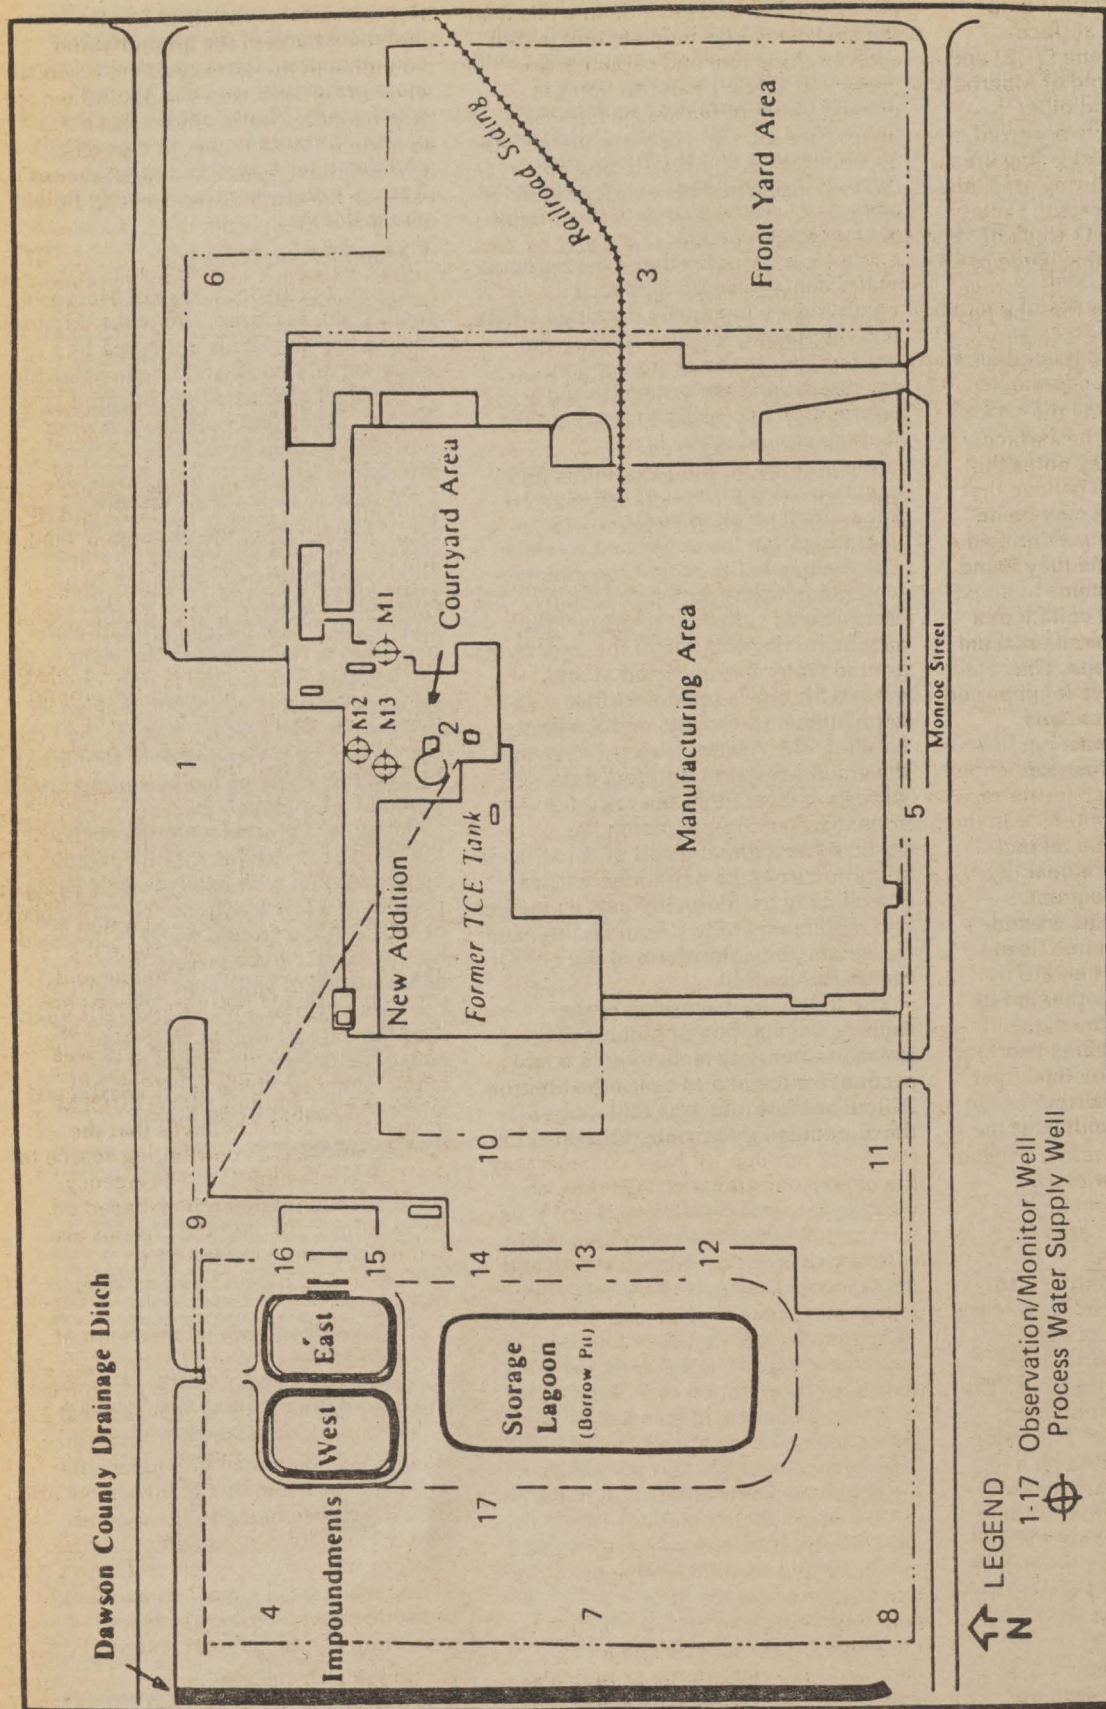 Dawson County Drainage Ditch
1
9
6
4
16
Impoundments
West
East
15
M12
M1
M3
New Addition
Courtyard Area
2
Former TCE Tank
14
17
10
Storage
Lagoon
(Borrow Pit)
13
7
Railroad Siding
3
12
Manufacturing Area
Front Yard Area
8
11
5
Monroe Street
LEGEND
N
1-17 Observation/Monitor Well
Process Water Supply Well